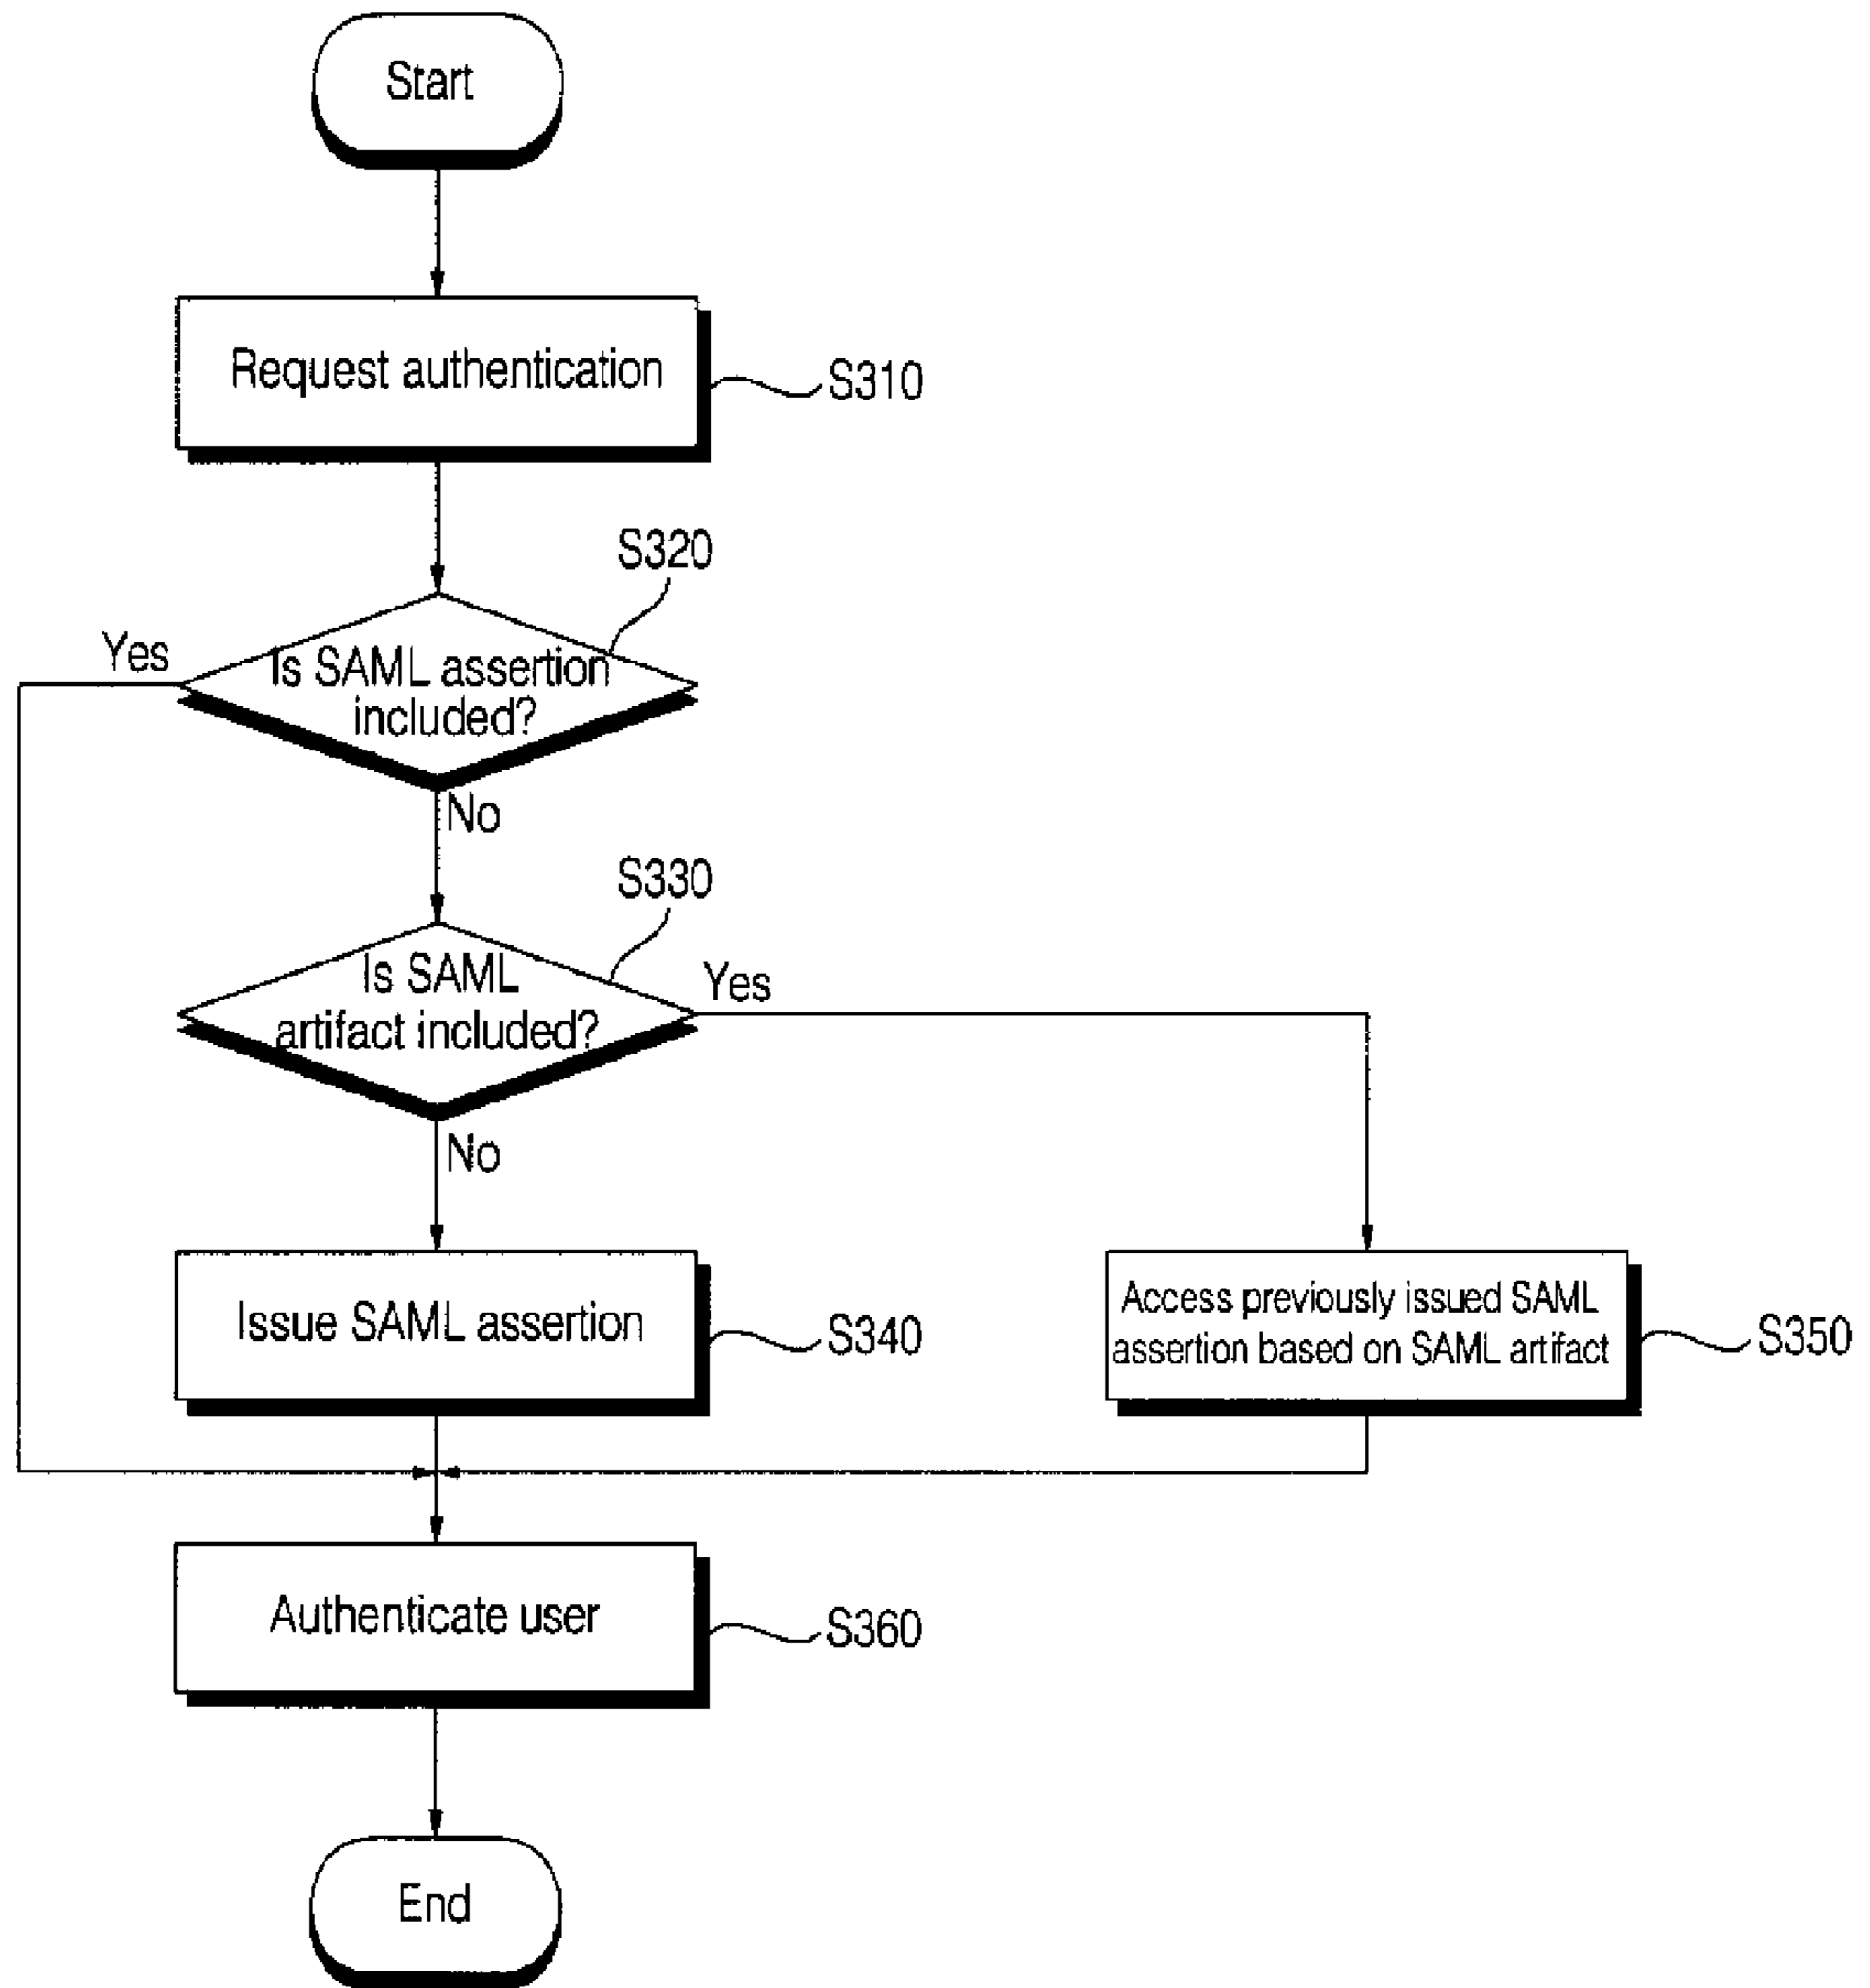 Start
Request authentication
S310
S320
Yes
Is SAML assertion
included?
No
S330
Is SAML
artifact included?
Yes
No
Issue SAML assertion
S340
Access previously issued SAML
assertion based on SAML artifact
S350
Authenticate user
S360
End